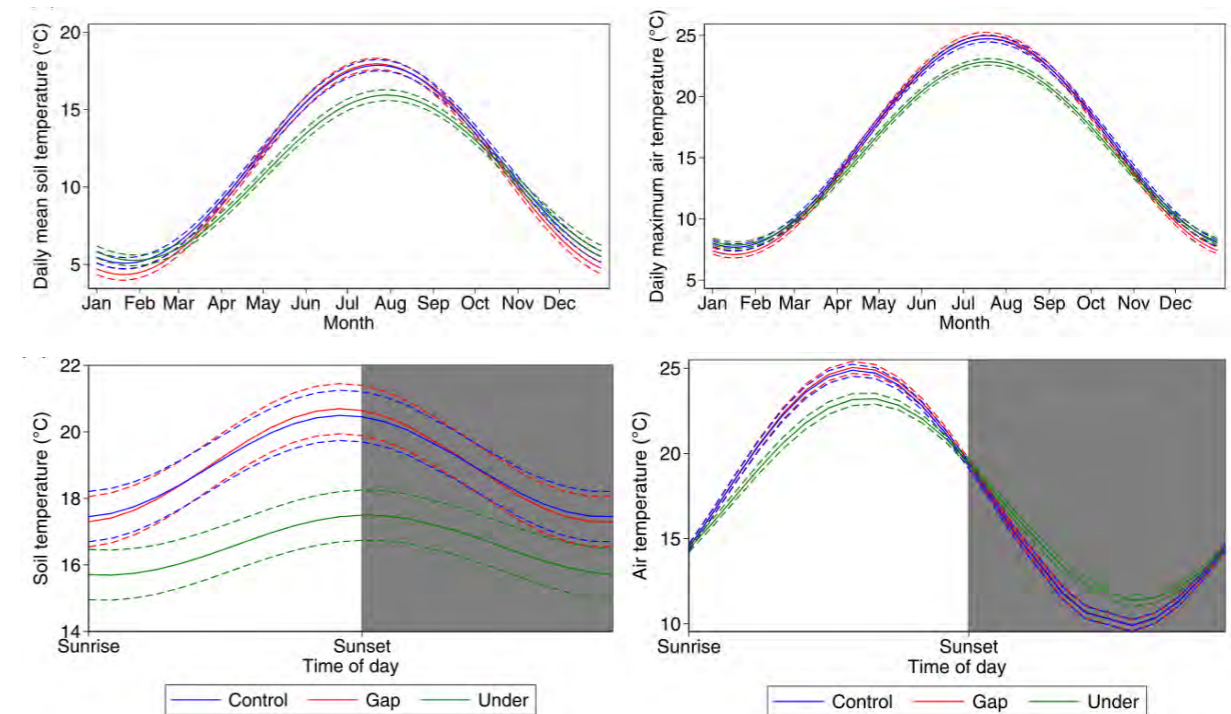 Daily mean soil temperature (°C)
20
15
10
5
Jan Feb Mar Apr May Jun Jul Aug Sep Oct Nov Dec
Month
Daily maximum air temperature (°C)
25
20
15
10
5
Jan Feb Mar Apr May Jun Jul Aug Sep Oct Nov Dec
Month
Soil temperature (°C)
22
20
18
16
14
Sunrise Sunset
Time of day
Control Gap Under
Air temperature (°C)
25
20
15
10
Sunrise Sunset
Time of day
Control Gap Under